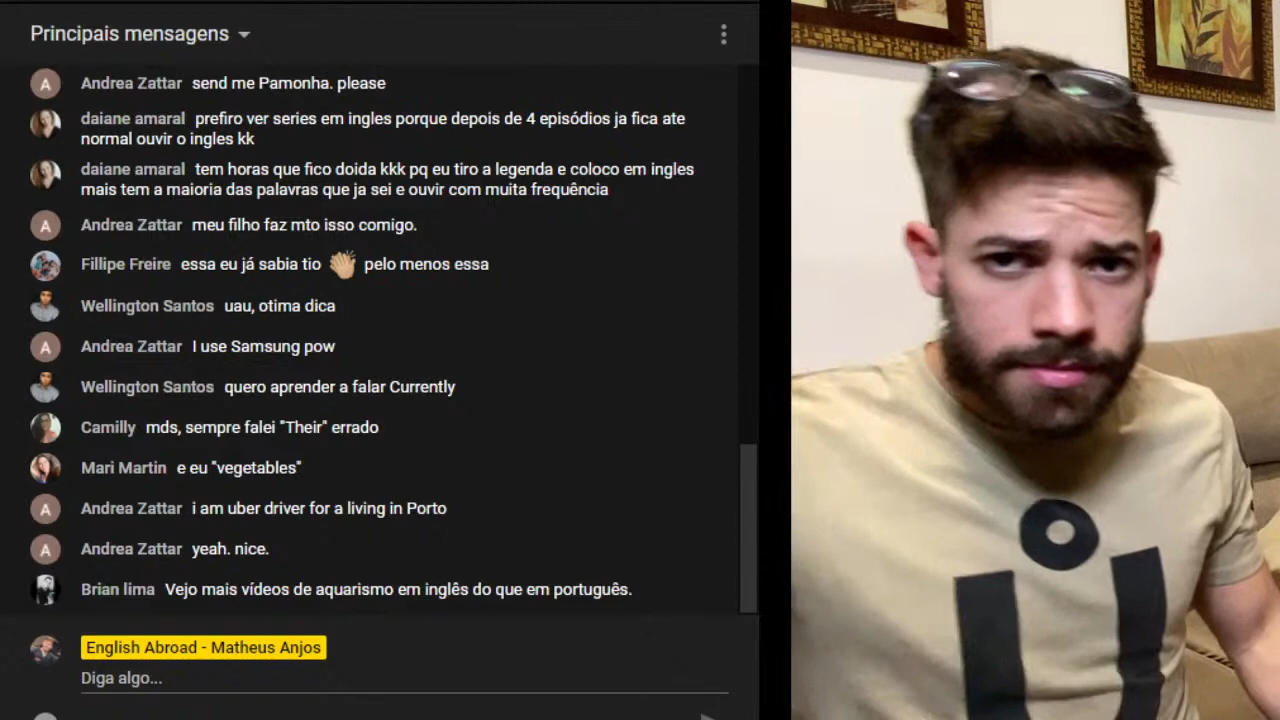 Principais mensagens
A Andrea Zattar send me Pamonha. please
daiane amaral prefiro ver series em ingles porque depois de 4 episódios ja fica ate
normal ouvir o ingles kk
daiane amaral tem horas que fico doida kkk pq eu tiro a legenda e coloco em ingles
mais tem a maioria das palavras que ja sei e ouvir com muita frequência
A Andrea Zattar meu filho faz mto isso comigo.
Fillipe Freire essa eu já sabia tio 👏🏼 pelo menos essa
Wellington Santos uau, otima dica
A Andrea Zattar I use Samsung pow
Wellington Santos quero aprender a falar Currently
Camilly mds, sempre falei "Their" errado
Mari Martin e eu "vegetables"
A Andrea Zattar i am uber driver for a living in Porto
A Andrea Zattar yeah. nice.
Brian lima Vejo mais vídeos de aquarismo em inglês do que em português.
English Abroad - Matheus Anjos
Diga algo...